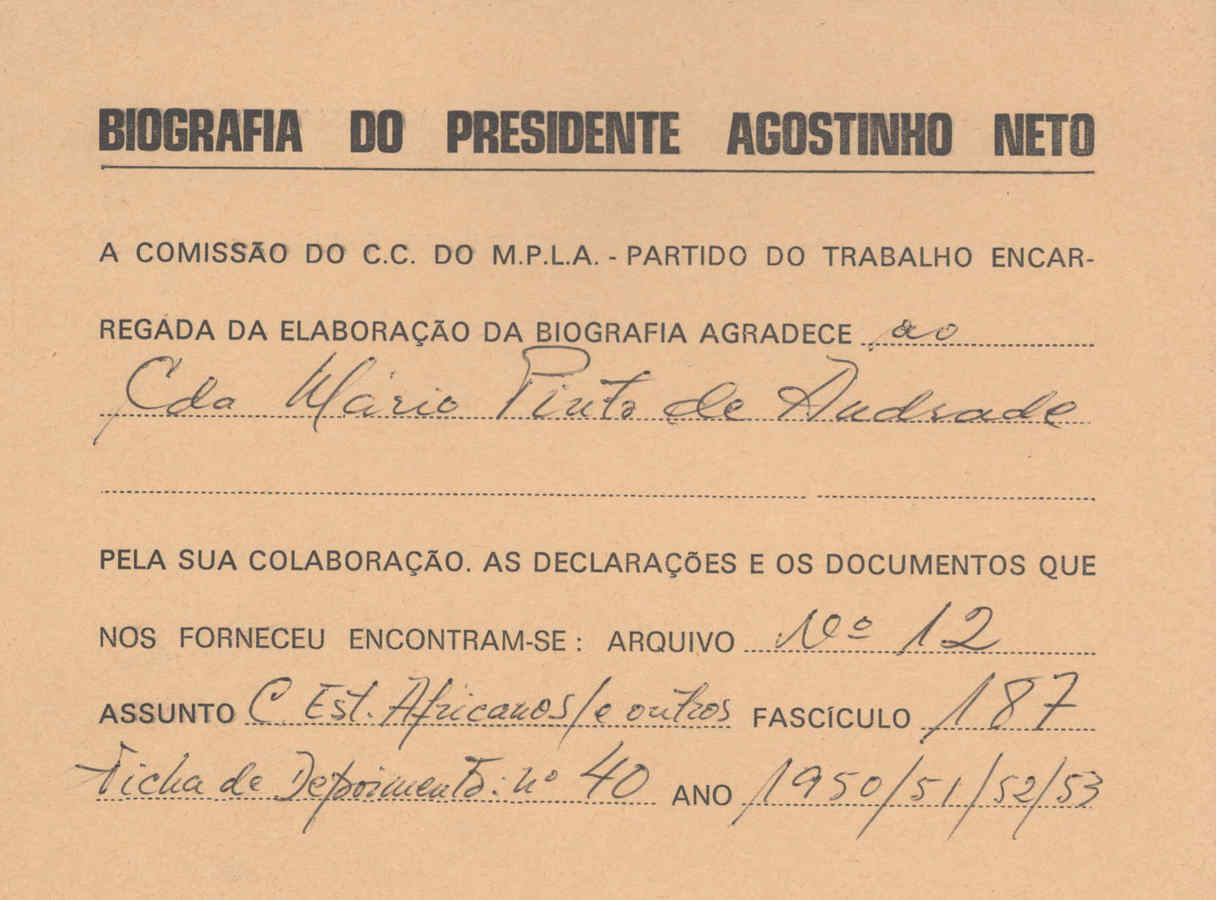 BIOGRAFIA DO PRESIDENTE AGOSTINHO NETO
A COMISSÃO DO C.C. DO M.P.L.A. - PARTIDO DO TRABALHO ENCAR-
REGADA DA ELABORAÇÃO DA BIOGRAFIA AGRADECE ao
Cda Mário Pinto de Andrade
PELA SUA COLABORAÇÃO. AS DECLARAÇÕES E OS DOCUMENTOS QUE
NOS FORNECEU ENCONTRAM-SE : ARQUIVO Nº 12
ASSUNTO C. Est. Africanos/e outros FASCÍCULO 187
Ficha de Depoimento: nº 40 ANO 1950/51/52/53